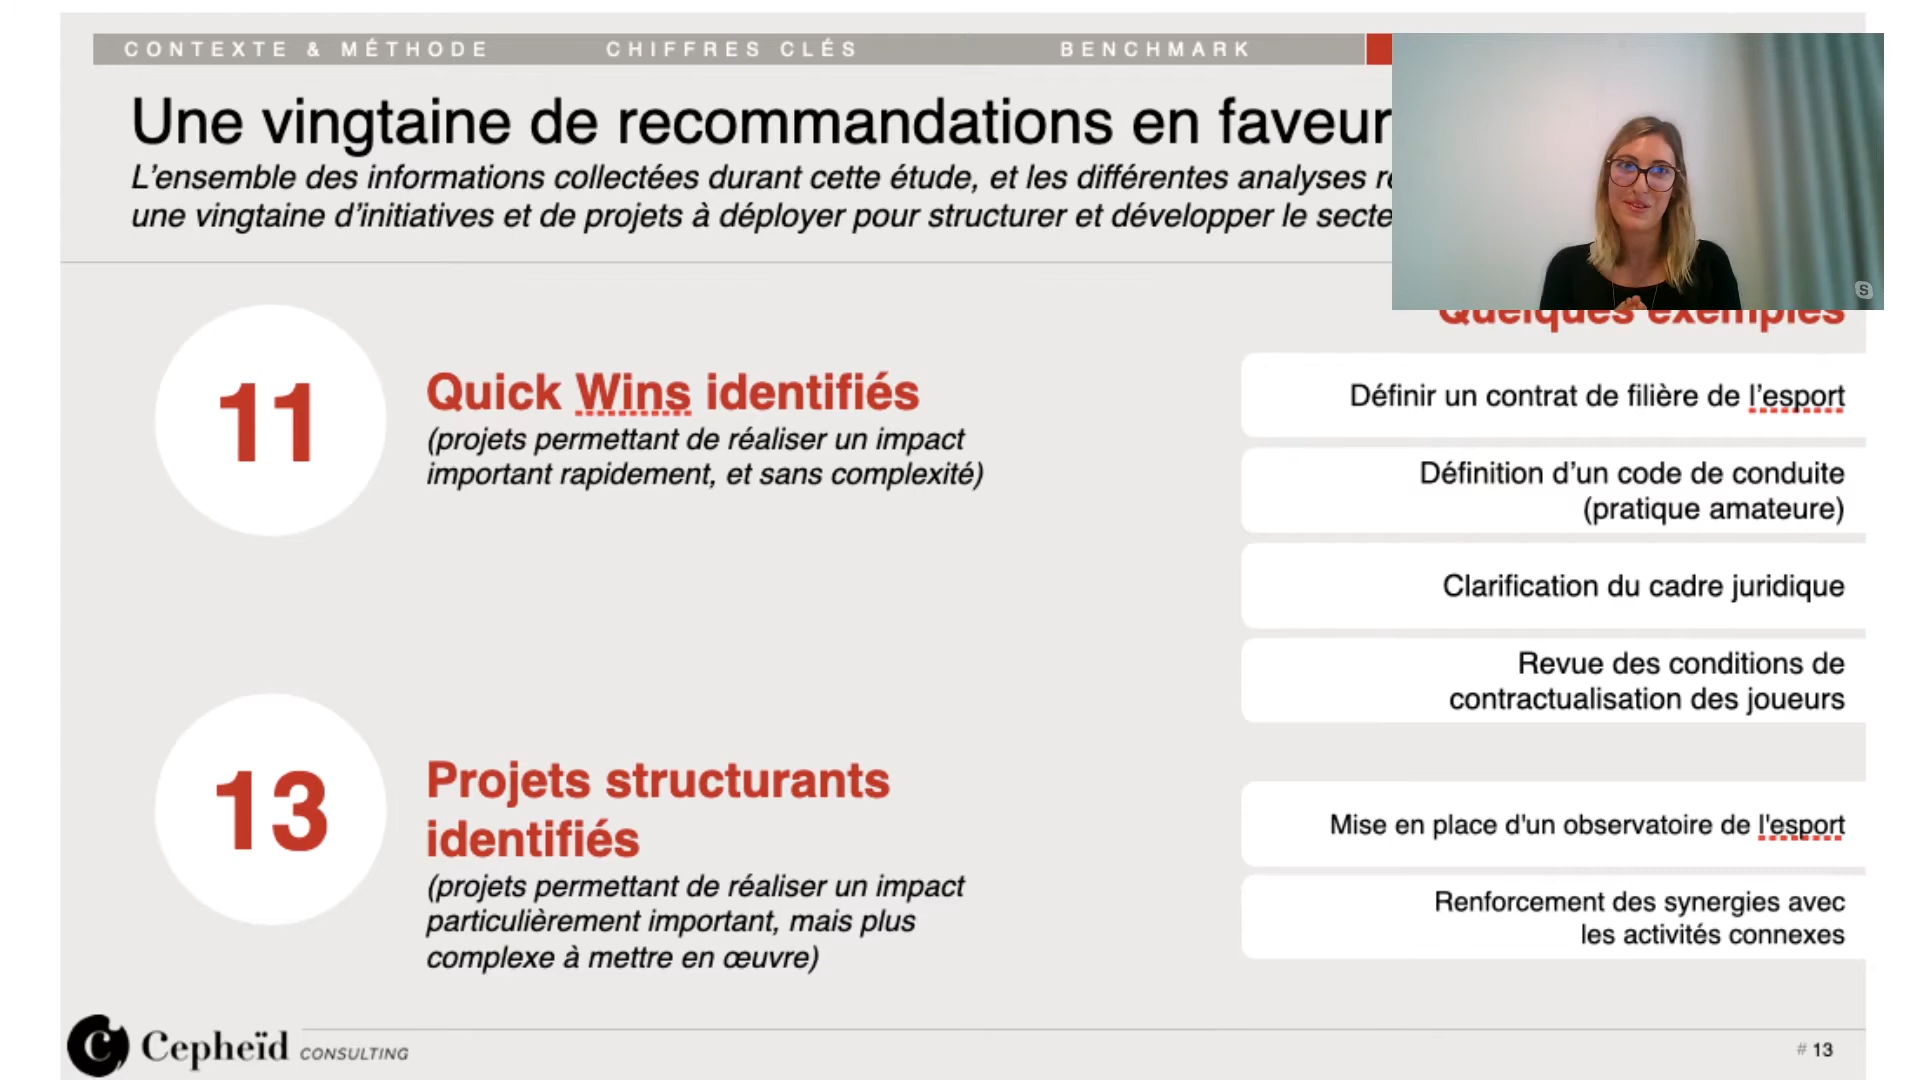 CONTEXTE & MÉTHODE CHIFFRES CLÉS BENCHMARK
Une vingtaine de recommandations en faveur
L’ensemble des informations collectées durant cette étude, et les différentes analyses
une vingtaine d’initiatives et de projets à déployer pour structurer et développer le
Quelques exemples
11
Quick Wins identifiés
(projets permettant de réaliser un impact
important rapidement, et sans complexité)
Définir un contrat de filière de l’esport
Définition d’un code de conduite
(pratique amateure)
Clarification du cadre juridique
Revue des conditions de
contractualisation des joueurs
13
Projets structurants
identifiés
(projets permettant de réaliser un impact
particulièrement important, mais plus
complexe à mettre en œuvre)
Mise en place d'un observatoire de l'esport
Renforcement des synergies avec
les activités connexes
C Cepheïd CONSULTING
# 13